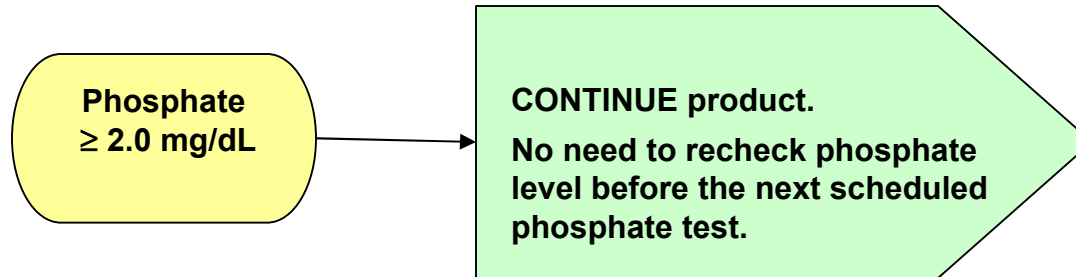 Phosphate
≥ 2.0 mg/dL
CONTINUE product.
No need to recheck phosphate
level before the next scheduled
phosphate test.